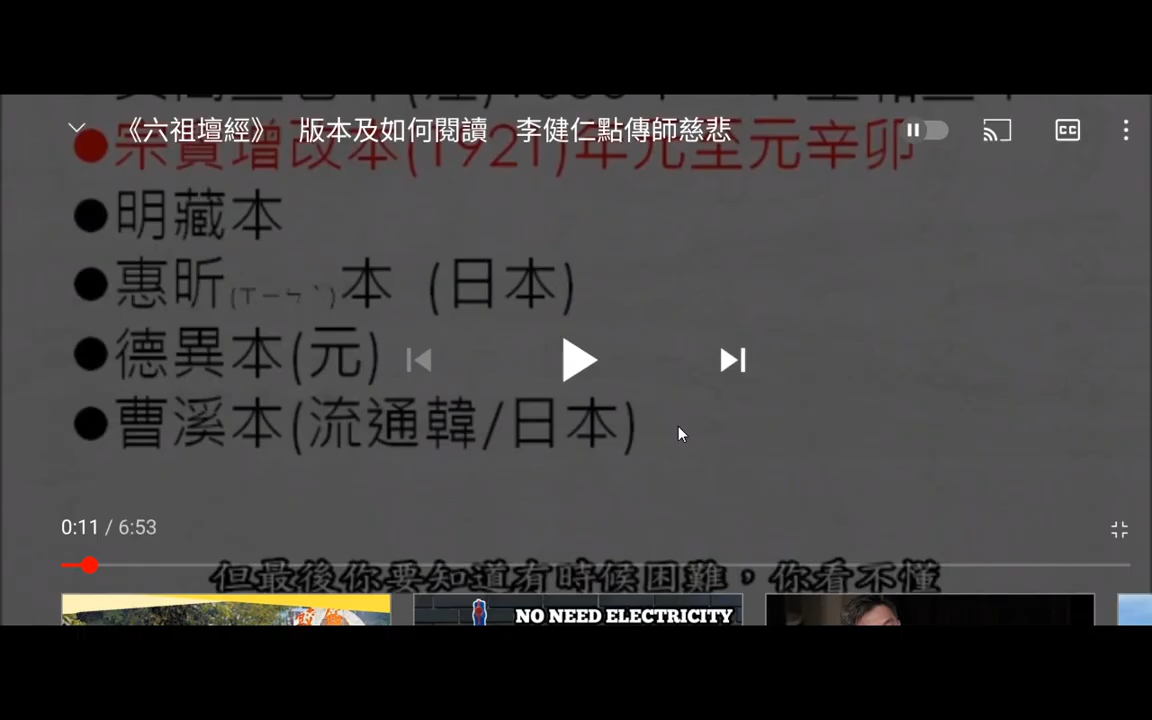 《六祖壇經》 版本及如何閱讀 李健仁點傳師慈悲
●宗寶增改本(1921)年元至元辛卯
●明藏本
●惠昕(ㄒㄧㄣˋ)本 (日本)
●德異本(元)
●曹溪本(流通韓/日本)
0:11 / 6:53
但最後你要知道有時候困難，你看不懂
NO NEED ELECTRICITY